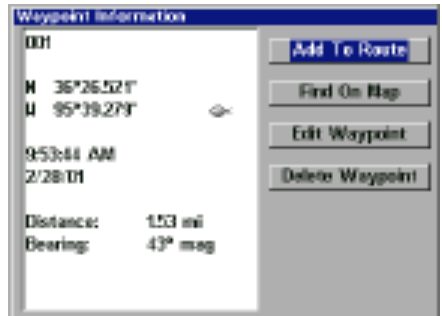 Waypoint Information
001
N 36°26.521'
W 95°39.279'
9:53:44 AM
2/28/01
Distance: 1.53 mi
Bearing: 43° mag
Add To Route
Find On Map
Edit Waypoint
Delete Waypoint